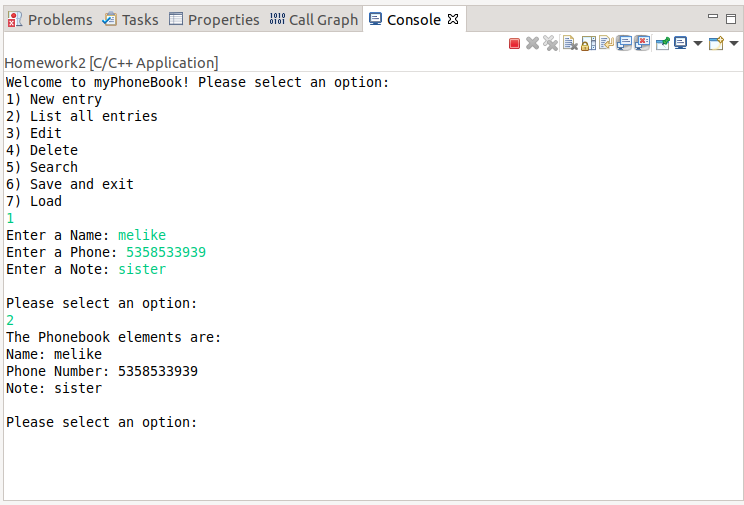 Problems Tasks Properties 1010 0101 Call Graph Console
Homework2 [C/C++ Application]
Welcome to myPhoneBook! Please select an option:
1) New entry
2) List all entries
3) Edit
4) Delete
5) Search
6) Save and exit
7) Load
1
Enter a Name: melike
Enter a Phone: 5358533939
Enter a Note: sister
Please select an option:
2
The Phonebook elements are:
Name: melike
Phone Number: 5358533939
Note: sister
Please select an option: